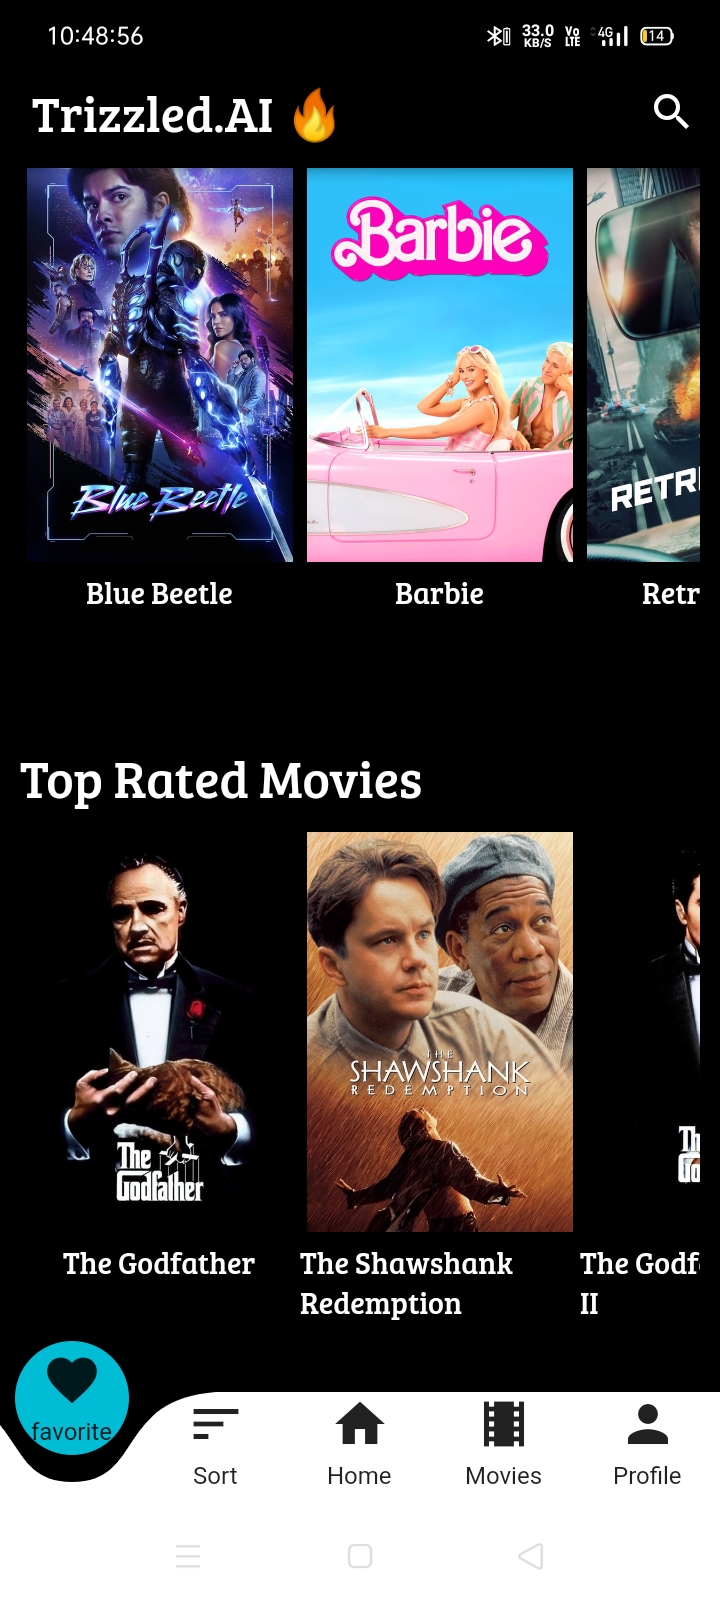 10:48:56
33.0 KB/S
Vo LTE
4G
14
Trizzled.AI 🔥
Blue Beetle
Barbie
RETR
Blue Beetle
Barbie
Retr
Top Rated Movies
The Godfather
THE
SHAWSHANK
REDEMPTION
Th
Go
The Godfather
The Shawshank
Redemption
The Godf
II
favorite
Sort
Home
Movies
Profile